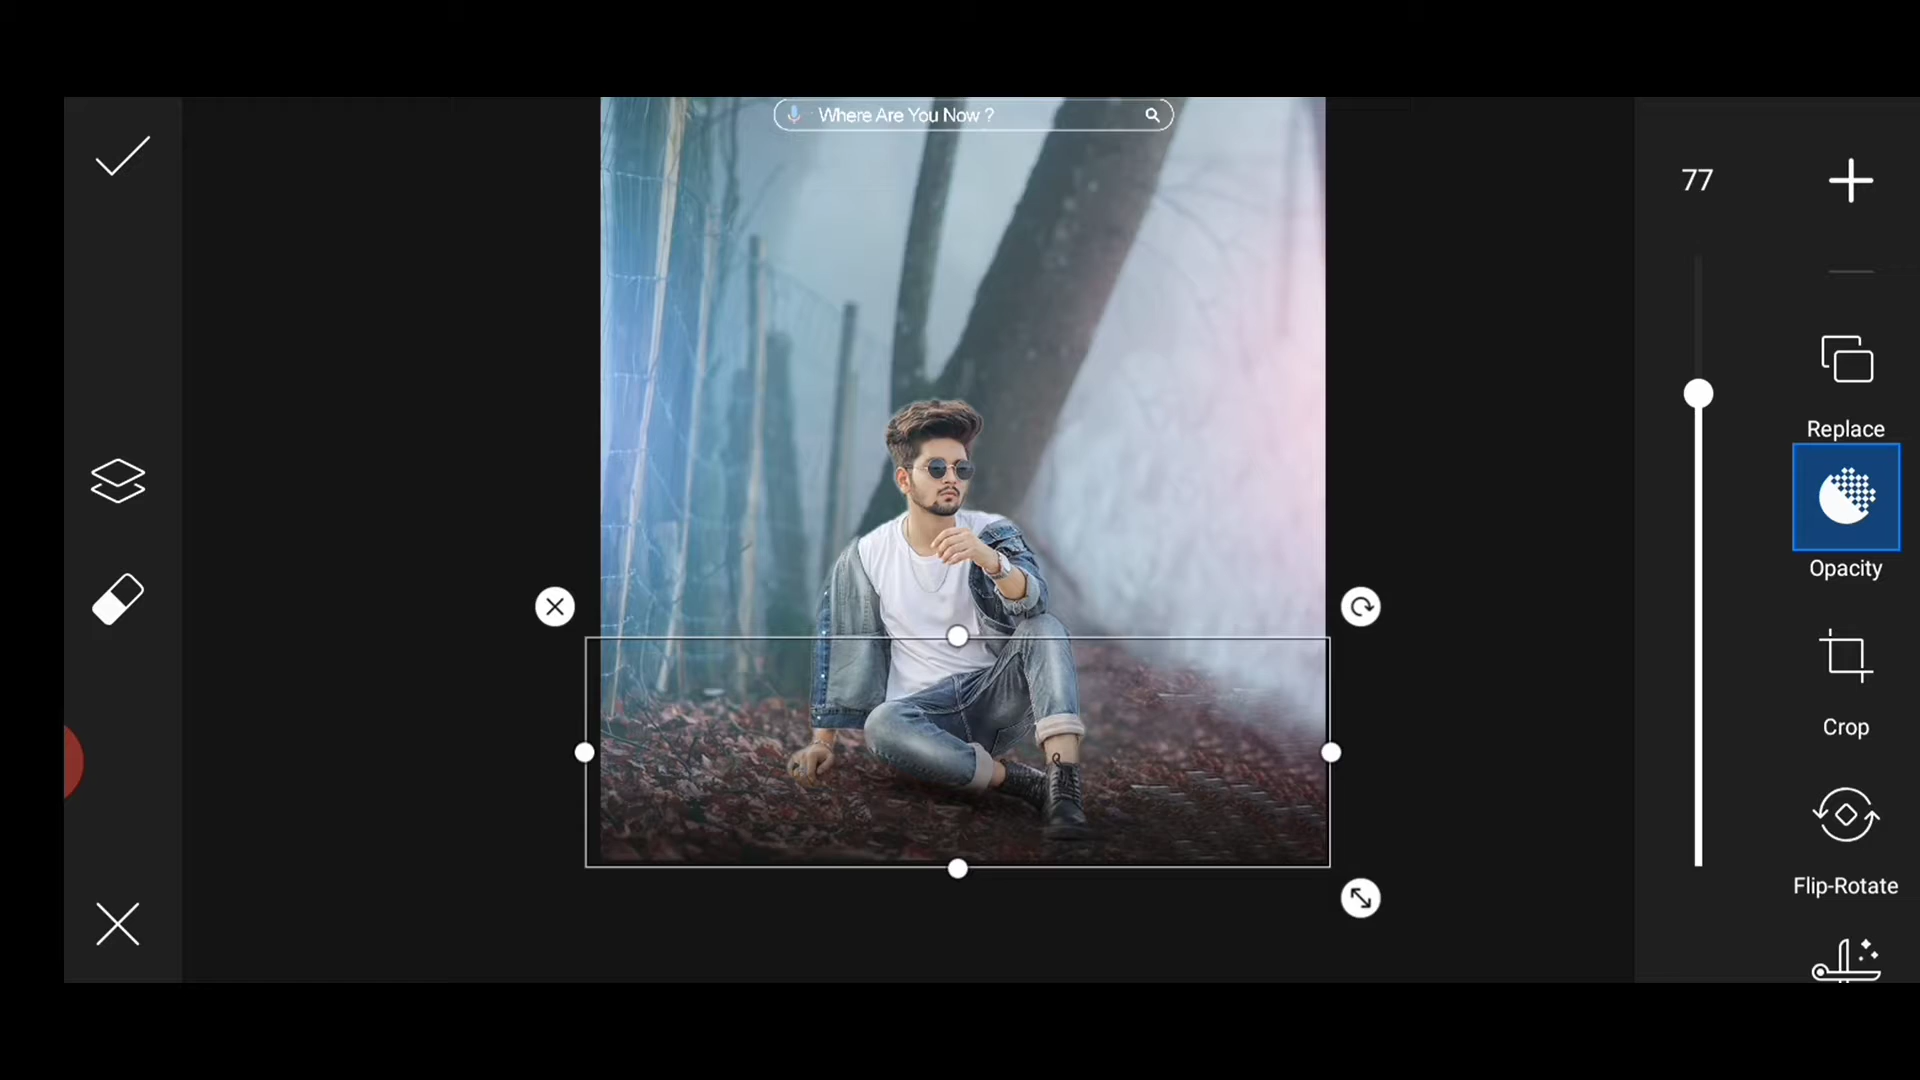 Where Are You Now ?
77
Replace
Opacity
Crop
Flip-Rotate